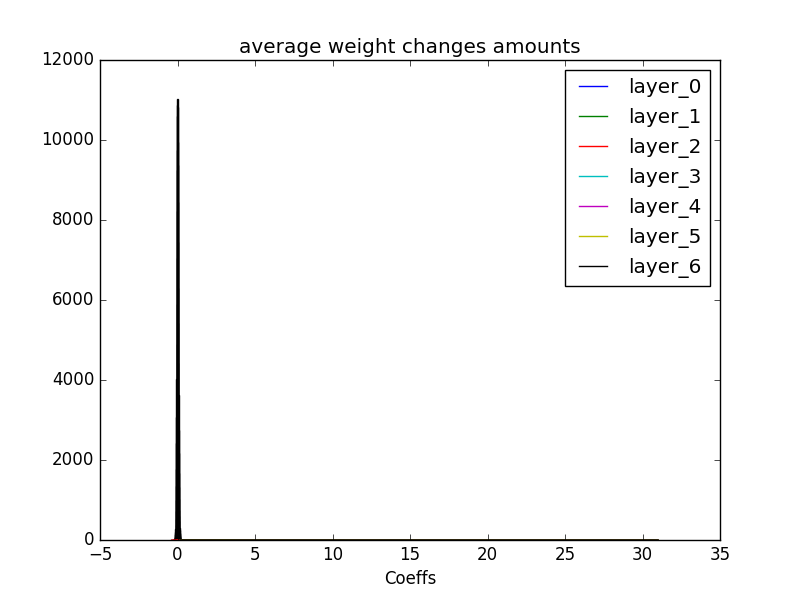 average weight changes amounts
12000
10000
8000
6000
4000
2000
0
layer_0
layer_1
layer_2
layer_3
layer_4
layer_5
layer_6
−5 0 5 10 15 20 25 30 35
Coeffs